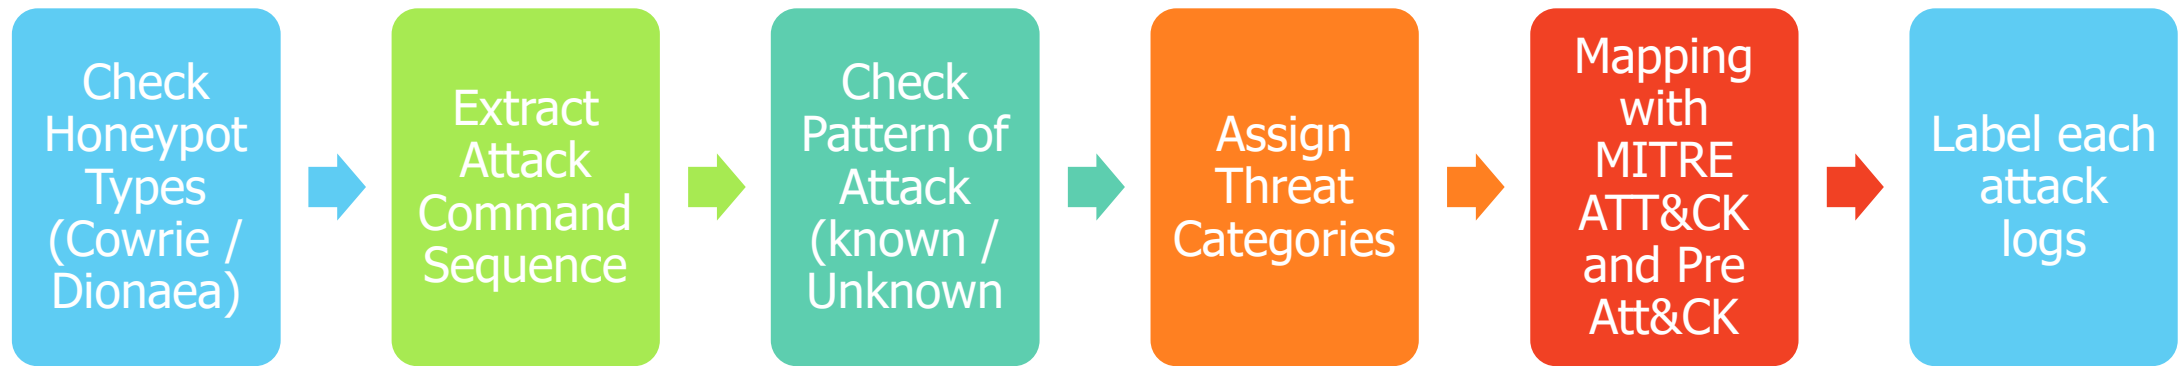 Check
Honeypot
Types
(Cowrie /
Dionaea)
Extract
Attack
Command
Sequence
Check
Pattern of
Attack
(known /
Unknown
Assign
Threat
Categories
Mapping
with
MITRE
ATT&CK
and Pre
Att&CK
Label each
attack
logs